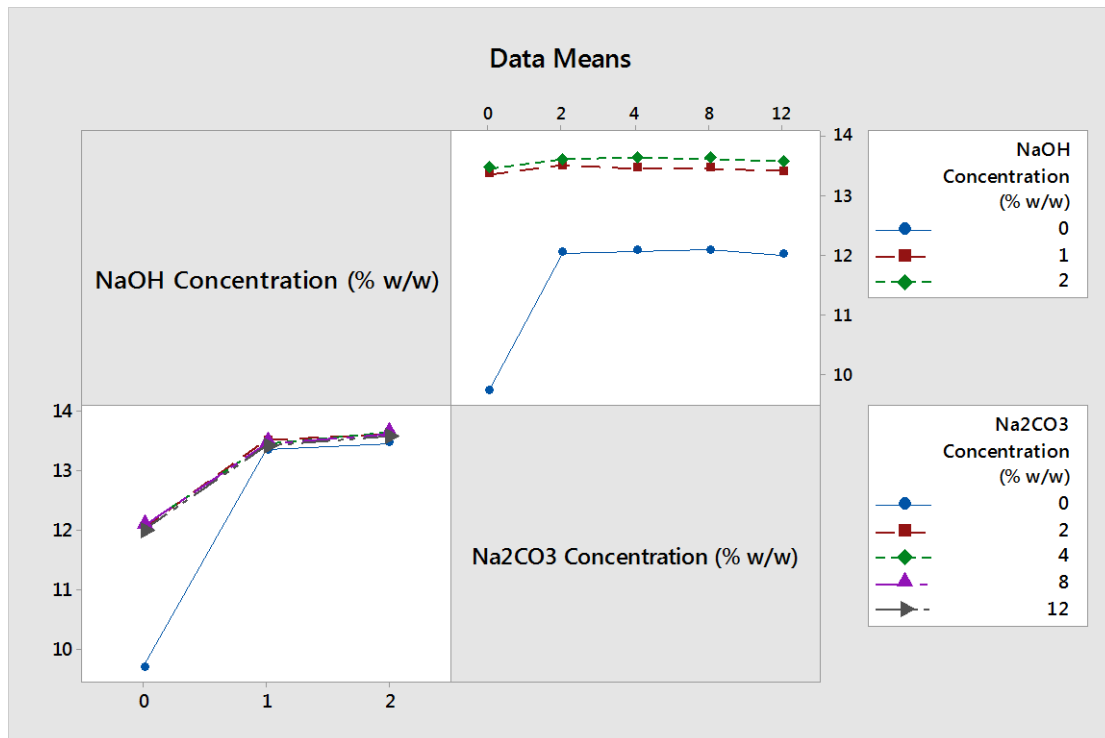 Data Means
0 2 4 8 12
NaOH Concentration (% w/w)
14
13
12
11
10
NaOH
Concentration
(% w/w)
0
1
2
14
13
12
11
10
0 1 2
Na2CO3 Concentration (% w/w)
Na2CO3
Concentration
(% w/w)
0
2
4
8
12